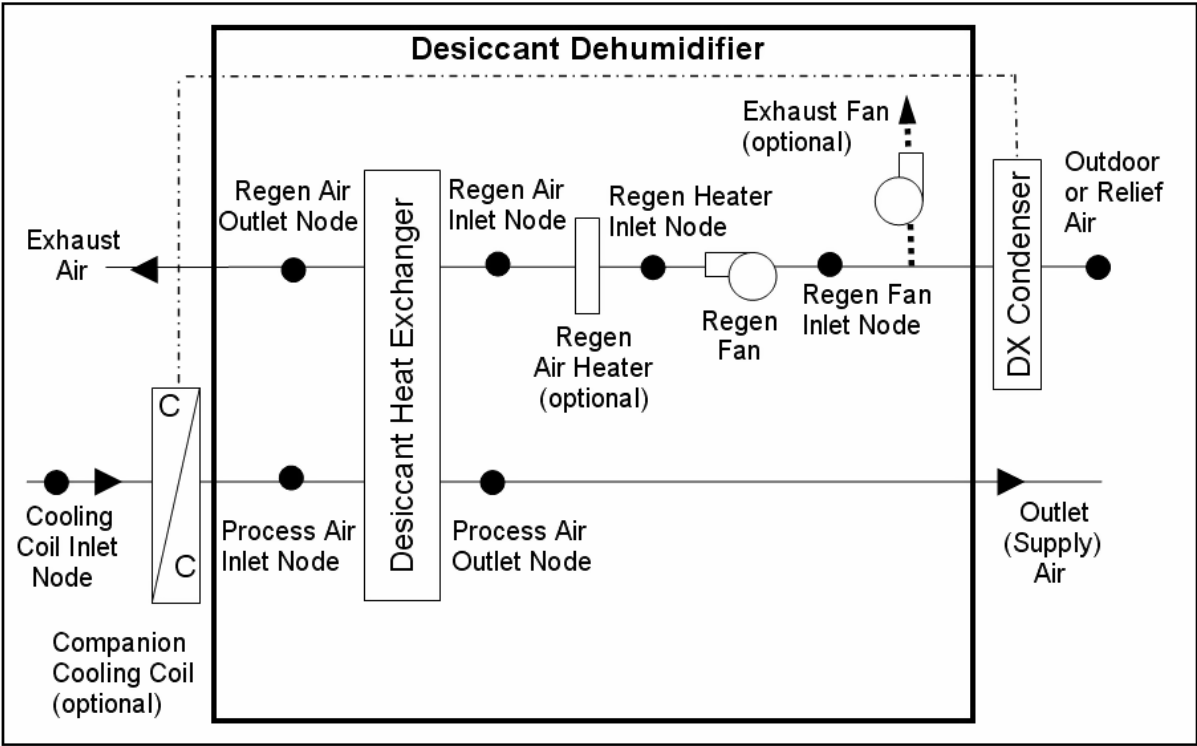 Desiccant Dehumidifier
Exhaust Fan
(optional)
Outdoor
or Relief
Air
Regen Air
Outlet Node
Regen Air
Inlet Node
Regen Heater
Inlet Node
Exhaust
Air
Desiccant Heat Exchanger
DX Condenser
Regen Fan
Inlet Node
Regen
Fan
Regen
Air Heater
(optional)
C
C
Cooling
Coil Inlet
Node
Process Air
Inlet Node
Process Air
Outlet Node
Outlet
(Supply)
Air
Companion
Cooling Coil
(optional)